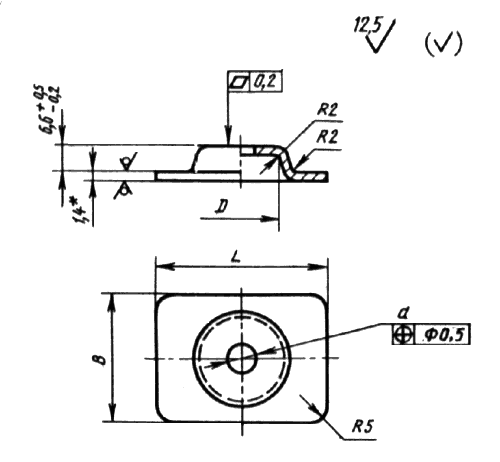 12,5
(√)
0,2
6,6 +0,5 -0,2
R2
R2
1,4*
D
L
B
d
Φ0,5
R5